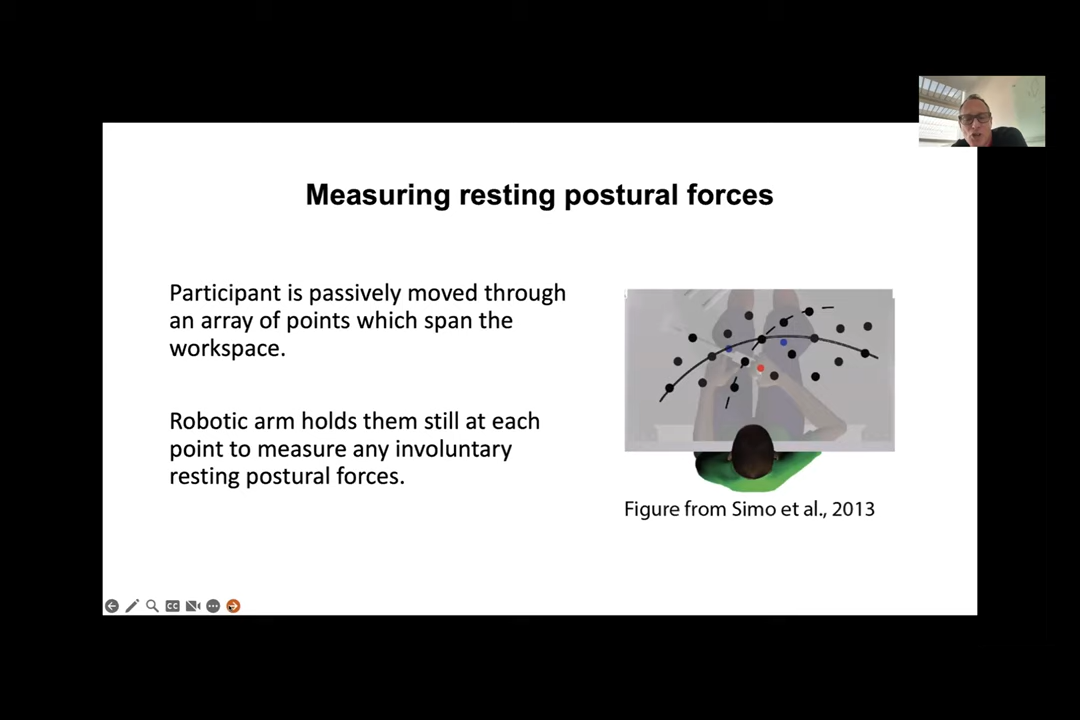 Measuring resting postural forces
Participant is passively moved through
an array of points which span the
workspace.
Robotic arm holds them still at each
point to measure any involuntary
resting postural forces.
Figure from Simo et al., 2013
CC